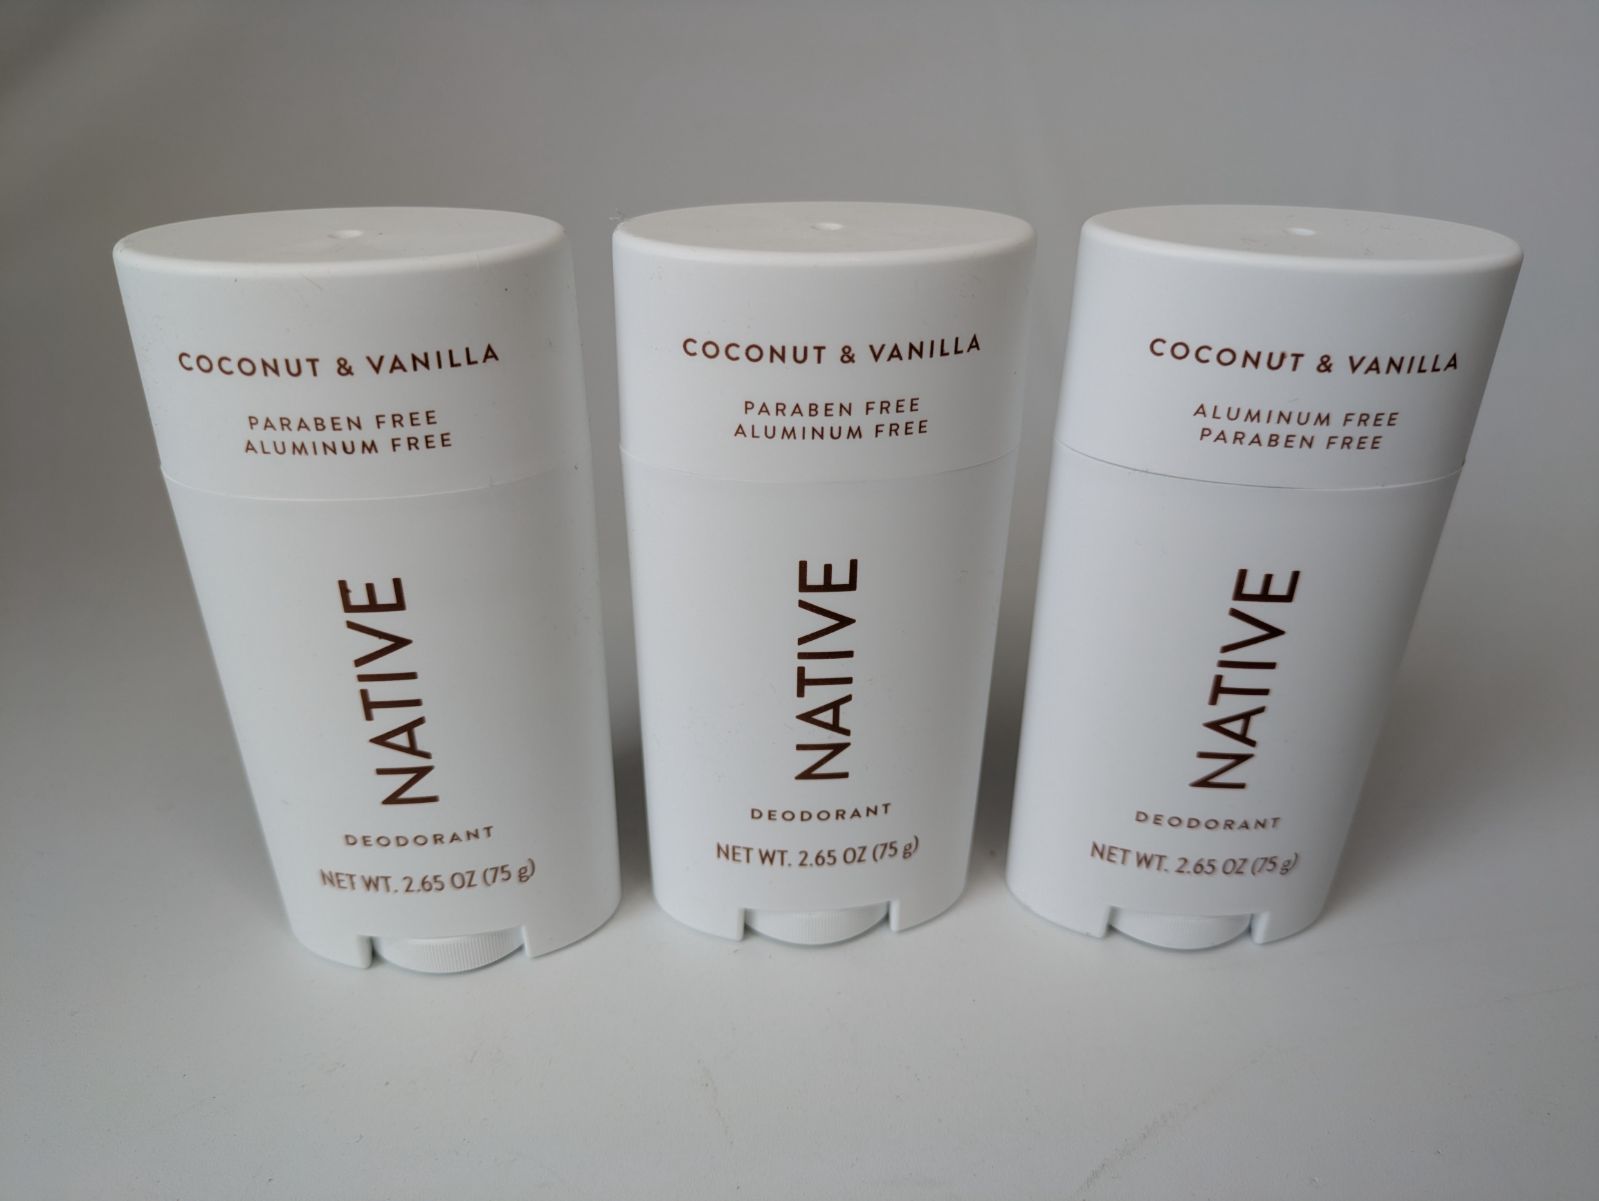 COCONUT & VANILLA
PARABEN FREE
ALUMINUM FREE
NATIVE
DEODORANT
NET WT. 2.65 OZ (75 g)
COCONUT & VANILLA
PARABEN FREE
ALUMINUM FREE
NATIVE
DEODORANT
NET WT. 2.65 OZ (75 g)
COCONUT & VANILLA
ALUMINUM FREE
PARABEN FREE
NATIVE
DEODORANT
NET WT. 2.65 OZ (75 g)